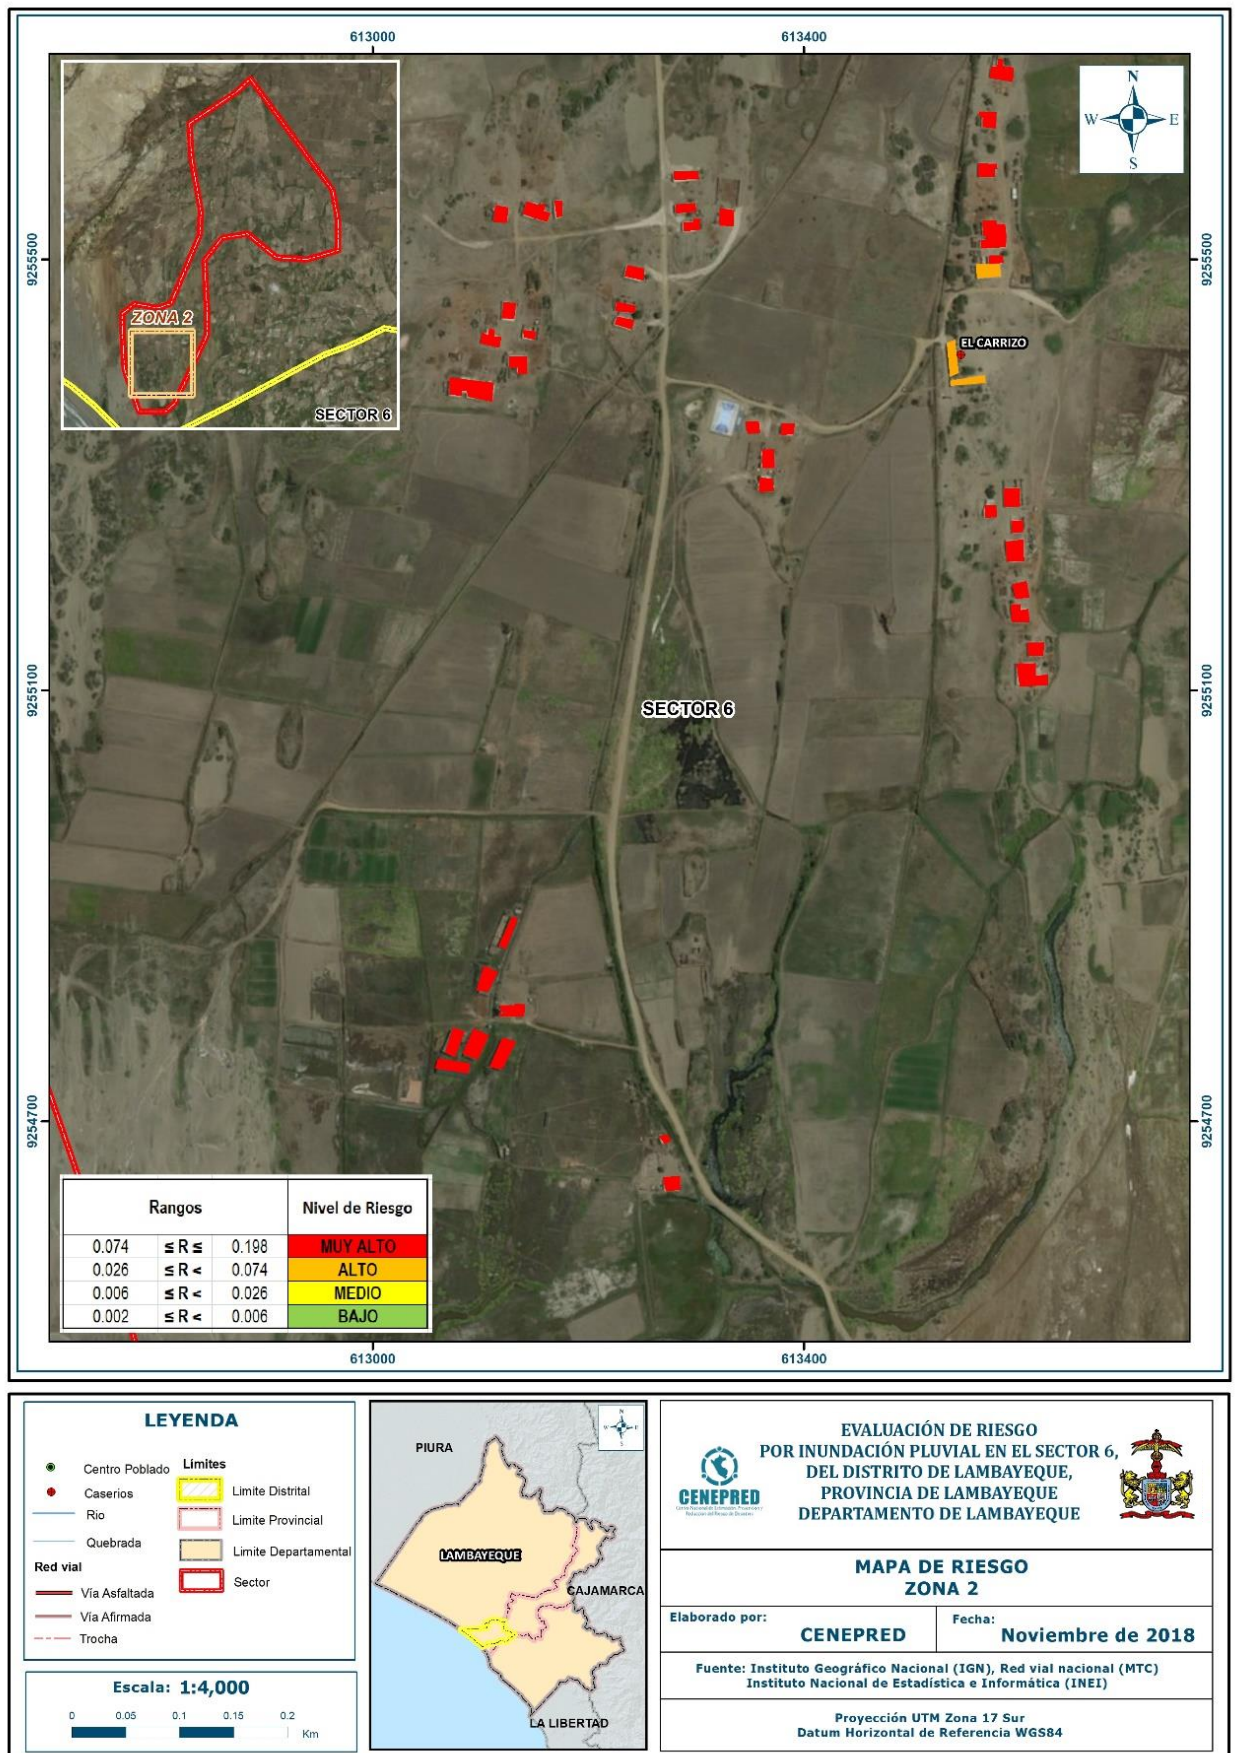 613000
613400
N
W
E
S
9255500
9255500
ZONA 2
SECTOR 6
EL CARRIZO
9255100
9255100
SECTOR 6
9254700
9254700
Rangos
Nivel de Riesgo
0.074 ≤ R ≤ 0.198 MUY ALTO
0.026 ≤ R < 0.074 ALTO
0.006 ≤ R < 0.026 MEDIO
0.002 ≤ R < 0.006 BAJO
613000
613400
LEYENDA
Centro Poblado
Caserios
Rio
Quebrada
Red vial
Vía Asfaltada
Vía Afirmada
Trocha
Límites
Limite Distrital
Limite Provincial
Limite Departamental
Sector
Escala: 1:4,000
0 0.05 0.1 0.15 0.2
Km
PIURA
LAMBAYEQUE
CAJAMARCA
LA LIBERTAD
CENEPRED
EVALUACIÓN DE RIESGO
POR INUNDACIÓN PLUVIAL EN EL SECTOR 6,
DEL DISTRITO DE LAMBAYEQUE,
PROVINCIA DE LAMBAYEQUE
DEPARTAMENTO DE LAMBAYEQUE
MAPA DE RIESGO
ZONA 2
Elaborado por:
CENEPRED
Fecha:
Noviembre de 2018
Fuente: Instituto Geográfico Nacional (IGN), Red vial nacional (MTC)
Instituto Nacional de Estadística e Informática (INEI)
Proyección UTM Zona 17 Sur
Datum Horizontal de Referencia WGS84